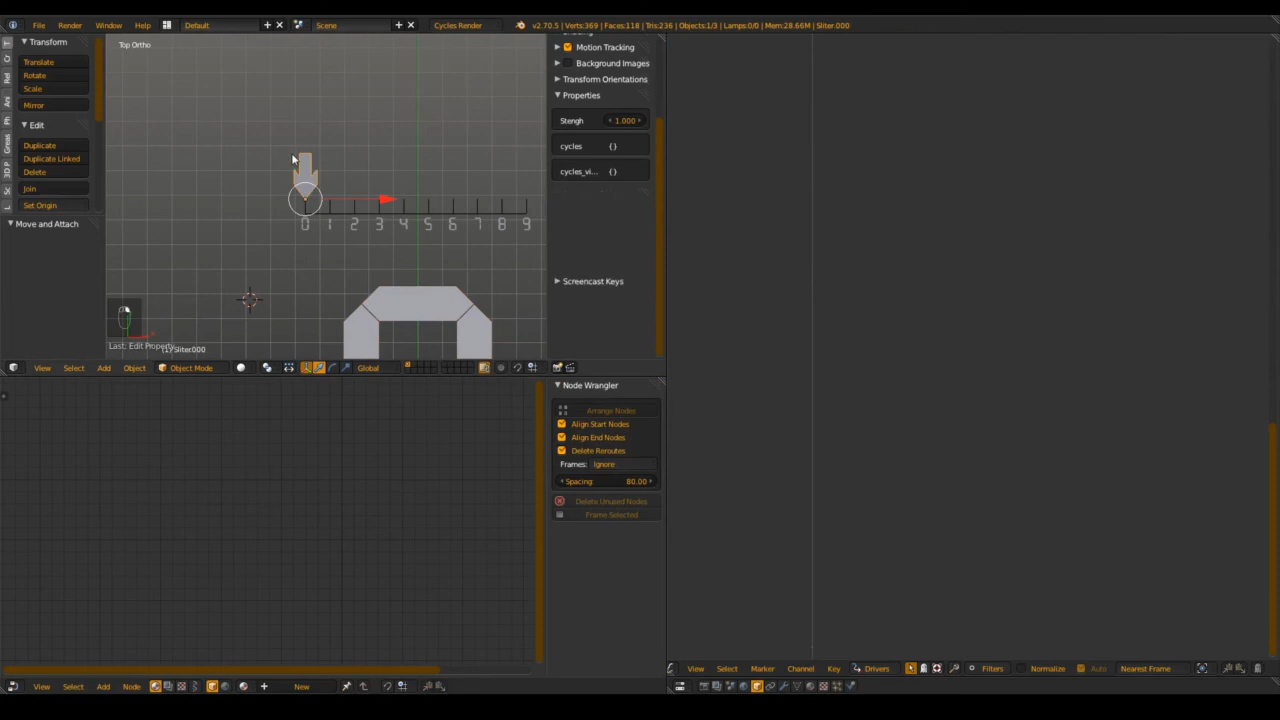 File Render Window Help Default Scene Cycles Render v2.70.5 | Verts:369 | Faces:118 | Tris:236 | Objects:1/3 | Lamps:0/0 | Mem:28.66M | Sliter.000
Transform
Translate
Rotate
Scale
Mirror
Edit
Duplicate
Duplicate Linked
Delete
Join
Set Origin
Move and Attach
Top Ortho
0 1 2 3 4 5 6 7 8 9
Last: Edit Property
(1) Sliter.000
Motion Tracking
Background Images
Transform Orientations
Properties
Stengh 1.000
cycles {}
cycles_vi... {}
Screencast Keys
View Select Add Object Object Mode Global
Node Wrangler
Arrange Nodes
Align Start Nodes
Align End Nodes
Delete Reroutes
Frames: Ignore
Spacing: 80.00
Delete Unused Nodes
Frame Selected
View Select Marker Channel Key Drivers Filters Normalize Auto Nearest Frame
View Select Add Node New